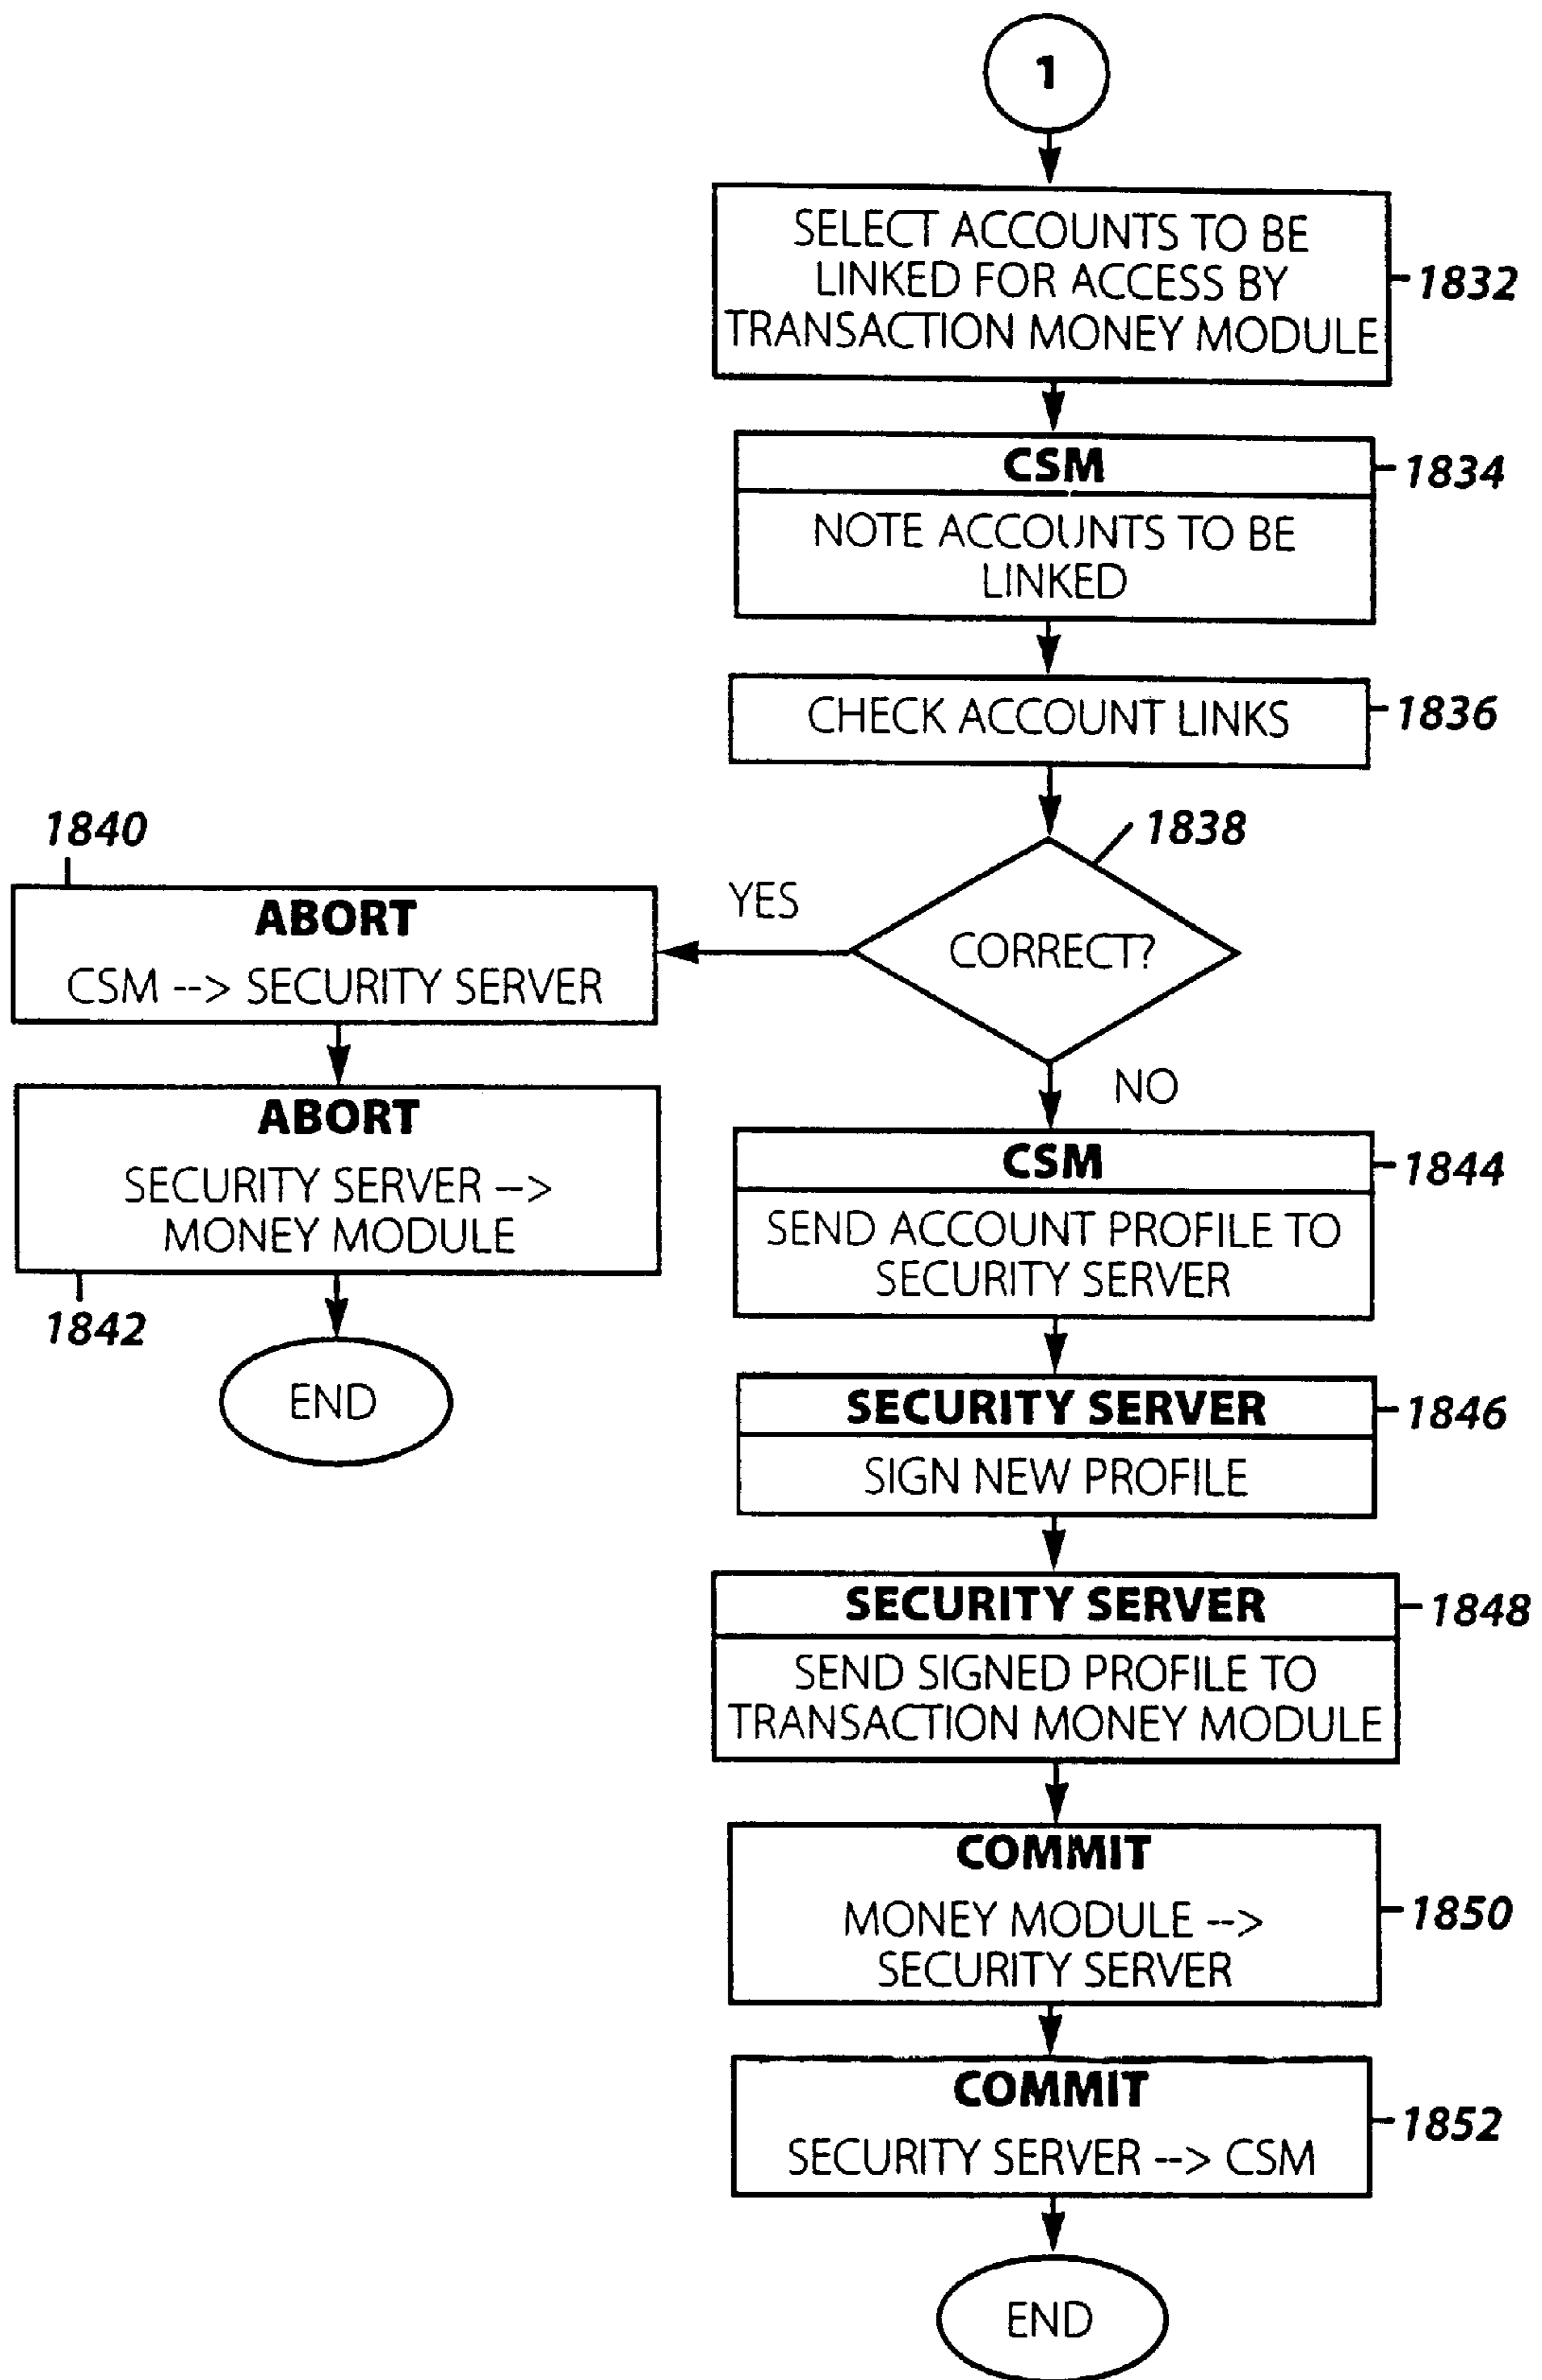 1
SELECT ACCOUNTS TO BE
LINKED FOR ACCESS BY
TRANSACTION MONEY MODULE
1832
CSM
1834
NOTE ACCOUNTS TO BE
LINKED
CHECK ACCOUNT LINKS
1836
1838
CORRECT?
YES
1840
ABORT
CSM --> SECURITY SERVER
ABORT
SECURITY SERVER -->
MONEY MODULE
1842
END
NO
CSM
1844
SEND ACCOUNT PROFILE TO
SECURITY SERVER
SECURITY SERVER
1846
SIGN NEW PROFILE
SECURITY SERVER
1848
SEND SIGNED PROFILE TO
TRANSACTION MONEY MODULE
COMMIT
MONEY MODULE -->
SECURITY SERVER
1850
COMMIT
SECURITY SERVER --> CSM
1852
END